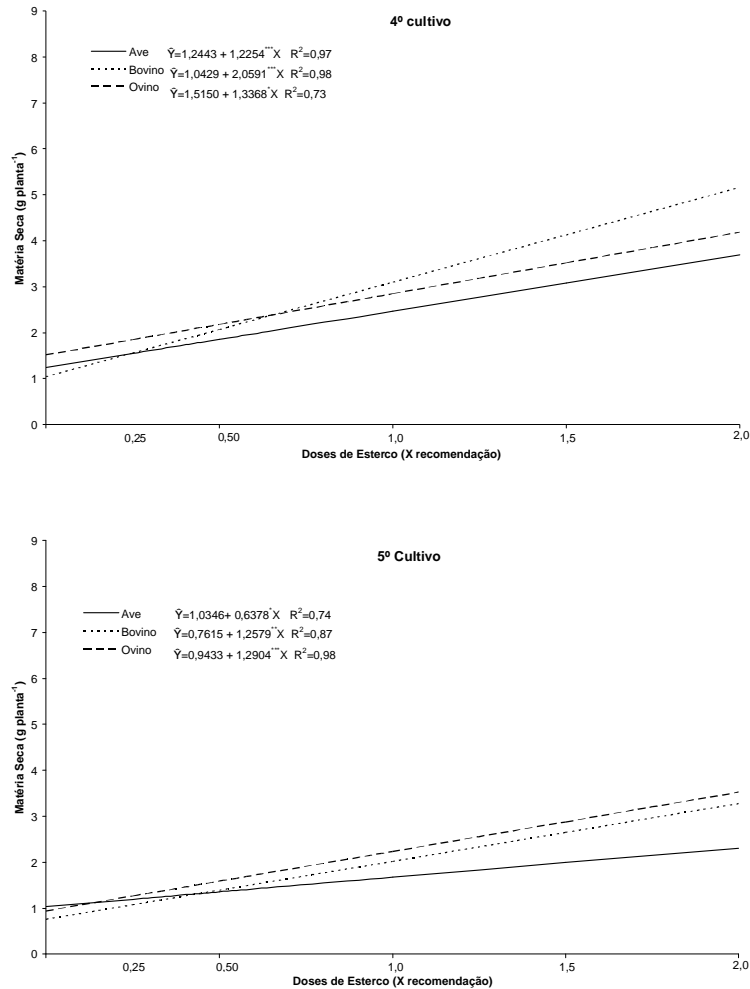 4º cultivo
Ave Ŷ=1,2443 + 1,2254***X R²=0,97
Bovino Ŷ=1,0429 + 2,0591***X R²=0,98
Ovino Ŷ=1,5150 + 1,3368*X R²=0,73
Matéria Seca (g planta⁻¹)
9
8
7
6
5
4
3
2
1
0
0,25 0,50 1,0 1,5 2,0
Doses de Esterco (X recomendação)
5º Cultivo
Ave Ŷ=1,0346+ 0,6378*X R²=0,74
Bovino Ŷ=0,7615 + 1,2579**X R²=0,87
Ovino Ŷ=0,9433 + 1,2904***X R²=0,98
Matéria Seca (g planta⁻¹)
9
8
7
6
5
4
3
2
1
0
0,25 0,50 1,0 1,5 2,0
Doses de Esterco (X recomendação)